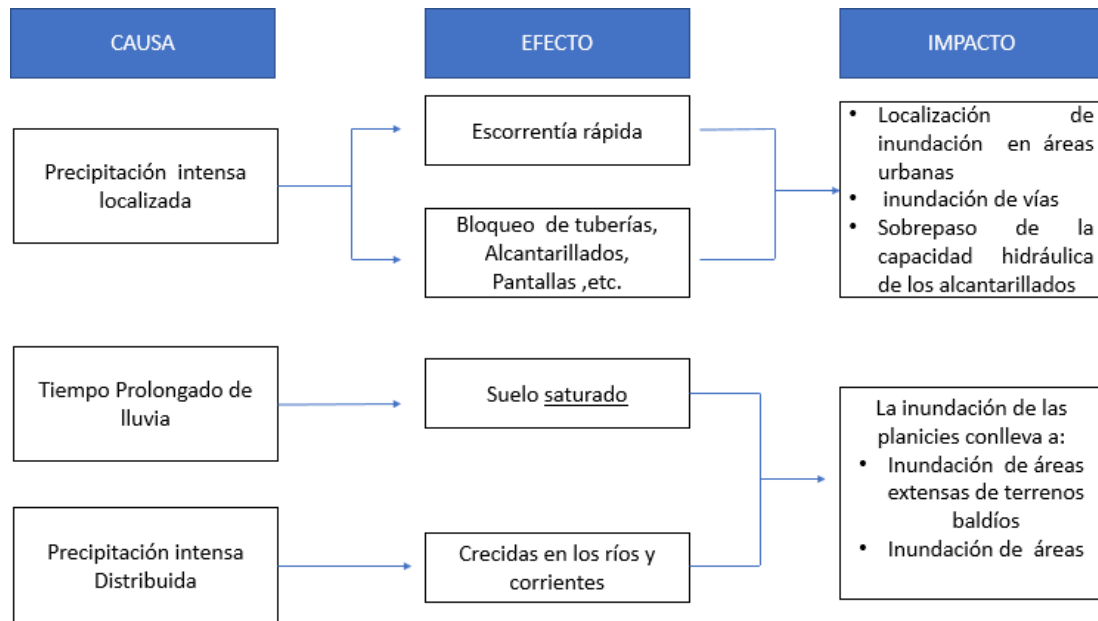 CAUSA
EFECTO
IMPACTO
Precipitación intensa
localizada
Escorrentía rápida
Bloqueo de tuberías,
Alcantarillados,
Pantallas ,etc.
• Localización de
inundación en áreas
urbanas
• inundación de vías
• Sobrepaso de la
capacidad hidráulica
de los alcantarillados
Tiempo Prolongado de
lluvia
Suelo saturado
Precipitación intensa
Distribuida
Crecidas en los ríos y
corrientes
La inundación de las
planicies conlleva a:
• Inundación de áreas
extensas de terrenos
baldíos
• Inundación de áreas